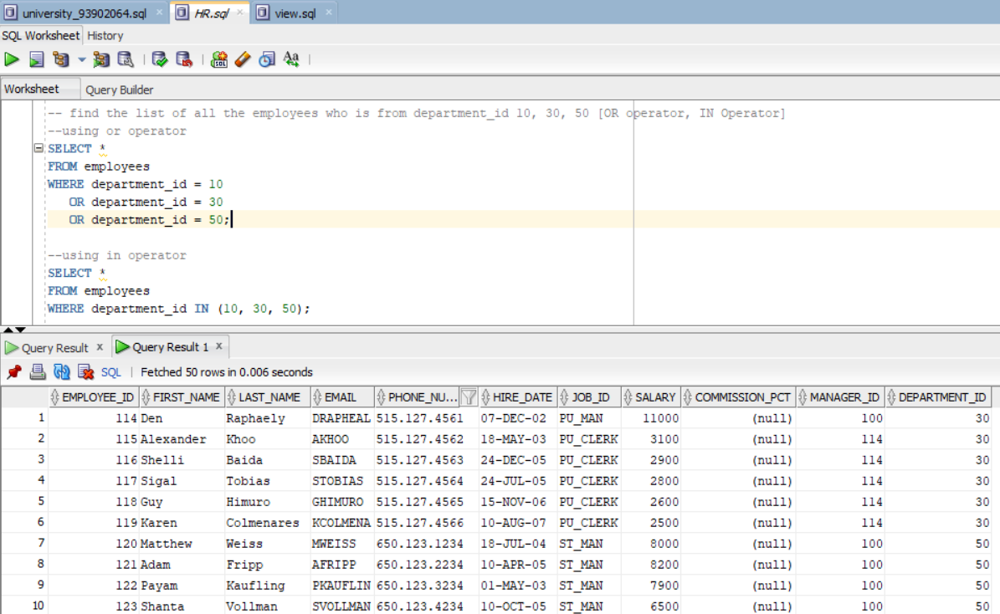 university_93902064.sql × HR.sql × view.sql ×
SQL Worksheet History
Worksheet Query Builder
-- find the list of all the employees who is from department_id 10, 30, 50 [OR operator, IN Operator]
--using or operator
SELECT *
FROM employees
WHERE department_id = 10
OR department_id = 30
OR department_id = 50;
--using in operator
SELECT *
FROM employees
WHERE department_id IN (10, 30, 50);
Query Result × Query Result 1 ×
SQL | Fetched 50 rows in 0.006 seconds
EMPLOYEE_ID FIRST_NAME LAST_NAME EMAIL PHONE_NU... HIRE_DATE JOB_ID SALARY COMMISSION_PCT MANAGER_ID DEPARTMENT_ID
1 114 Den Raphaely DRAPHEAL 515.127.4561 07-DEC-02 PU_MAN 11000 (null) 100 30
2 115 Alexander Khoo AKHOO 515.127.4562 18-MAY-03 PU_CLERK 3100 (null) 114 30
3 116 Shelli Baida SBAIDA 515.127.4563 24-DEC-05 PU_CLERK 2900 (null) 114 30
4 117 Sigal Tobias STOBIAS 515.127.4564 24-JUL-05 PU_CLERK 2800 (null) 114 30
5 118 Guy Himuro GHIMURO 515.127.4565 15-NOV-06 PU_CLERK 2600 (null) 114 30
6 119 Karen Colmenares KCOLMENA 515.127.4566 10-AUG-07 PU_CLERK 2500 (null) 114 30
7 120 Matthew Weiss MWEISS 650.123.1234 18-JUL-04 ST_MAN 8000 (null) 100 50
8 121 Adam Fripp AFRIPP 650.123.2234 10-APR-05 ST_MAN 8200 (null) 100 50
9 122 Payam Kaufling PKAUFLIN 650.123.3234 01-MAY-03 ST_MAN 7900 (null) 100 50
10 123 Shanta Vollman SVOLLMAN 650.123.4234 10-OCT-05 ST_MAN 6500 (null) 100 50